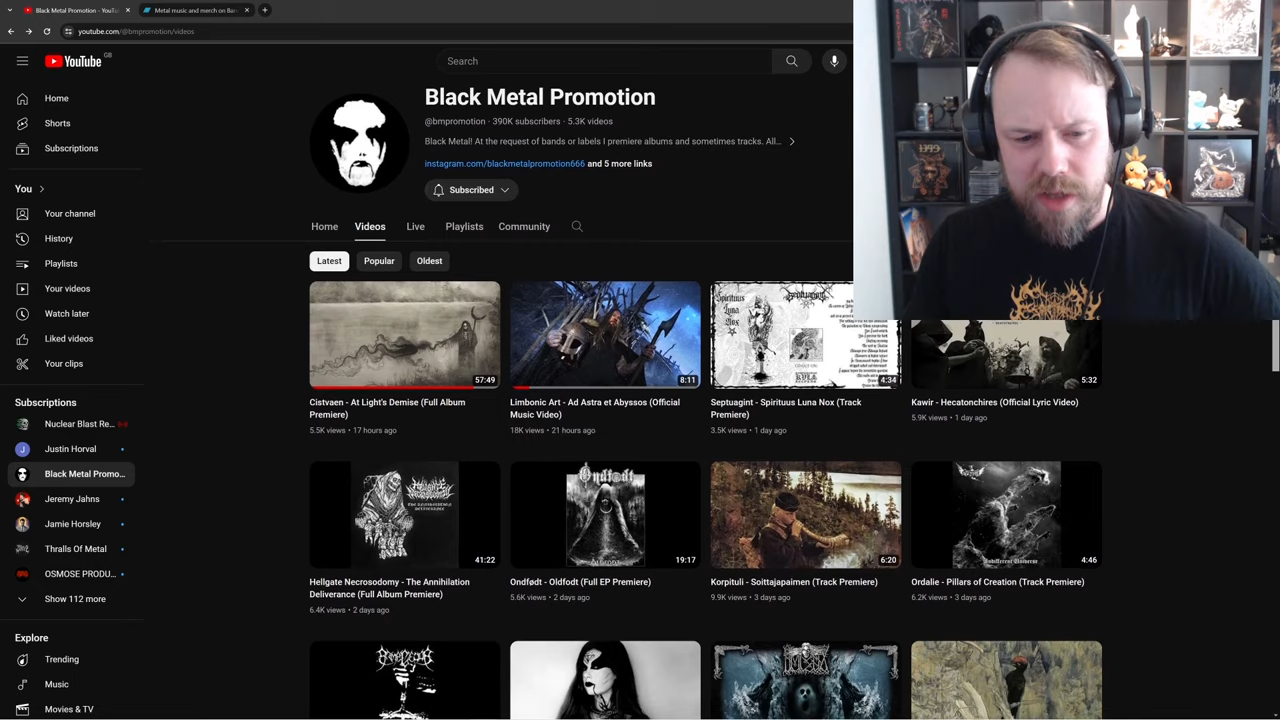 Black Metal Promotion - YouTu
Metal music and merch on Ban
youtube.com/@bmpromotion/videos
YouTube GB
Search
Home
Shorts
Subscriptions
You
Your channel
History
Playlists
Your videos
Watch later
Liked videos
Your clips
Subscriptions
Nuclear Blast Re...
Justin Horval
Black Metal Promo...
Jeremy Jahns
Jamie Horsley
Thralls Of Metal
OSMOSE PRODU...
Show 112 more
Explore
Trending
Music
Movies & TV
Black Metal Promotion
@bmpromotion · 390K subscribers · 5.3K videos
Black Metal! At the request of bands or labels I premiere albums and sometimes tracks. All...
instagram.com/blackmetalpromotion666 and 5 more links
Subscribed
Home Videos Live Playlists Community
Latest Popular Oldest
57:49
Cistvaen - At Light's Demise (Full Album
Premiere)
5.5K views • 17 hours ago
8:11
Limbonic Art - Ad Astra et Abyssos (Official
Music Video)
18K views • 21 hours ago
Spirituus
Luna
Nox
Septuagint
4:34
Septuagint - Spirituus Luna Nox (Track
Premiere)
3.5K views • 1 day ago
5:32
Kawir - Hecatonchires (Official Lyric Video)
5.9K views • 1 day ago
41:22
Hellgate Necrosodomy - The Annihilation
Deliverance (Full Album Premiere)
6.4K views • 2 days ago
Ondfødt
19:17
Ondfødt - Oldfodt (Full EP Premiere)
5.6K views • 2 days ago
6:20
Korpituli - Soittajapaimen (Track Premiere)
9.9K views • 3 days ago
Indifferent Universe
4:46
Ordalie - Pillars of Creation (Track Premiere)
6.2K views • 3 days ago
1349